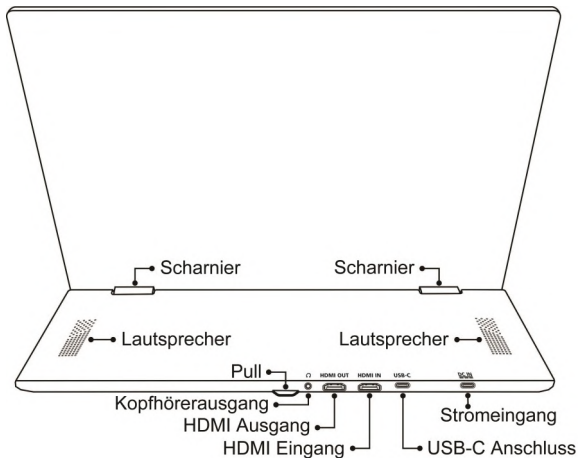 Scharnier Scharnier
Lautsprecher Lautsprecher
Pull
HDMI OUT HDMI IN USB-C DC IN
Kopfhörerausgang
Stromeingang
HDMI Ausgang
HDMI Eingang USB-C Anschluss